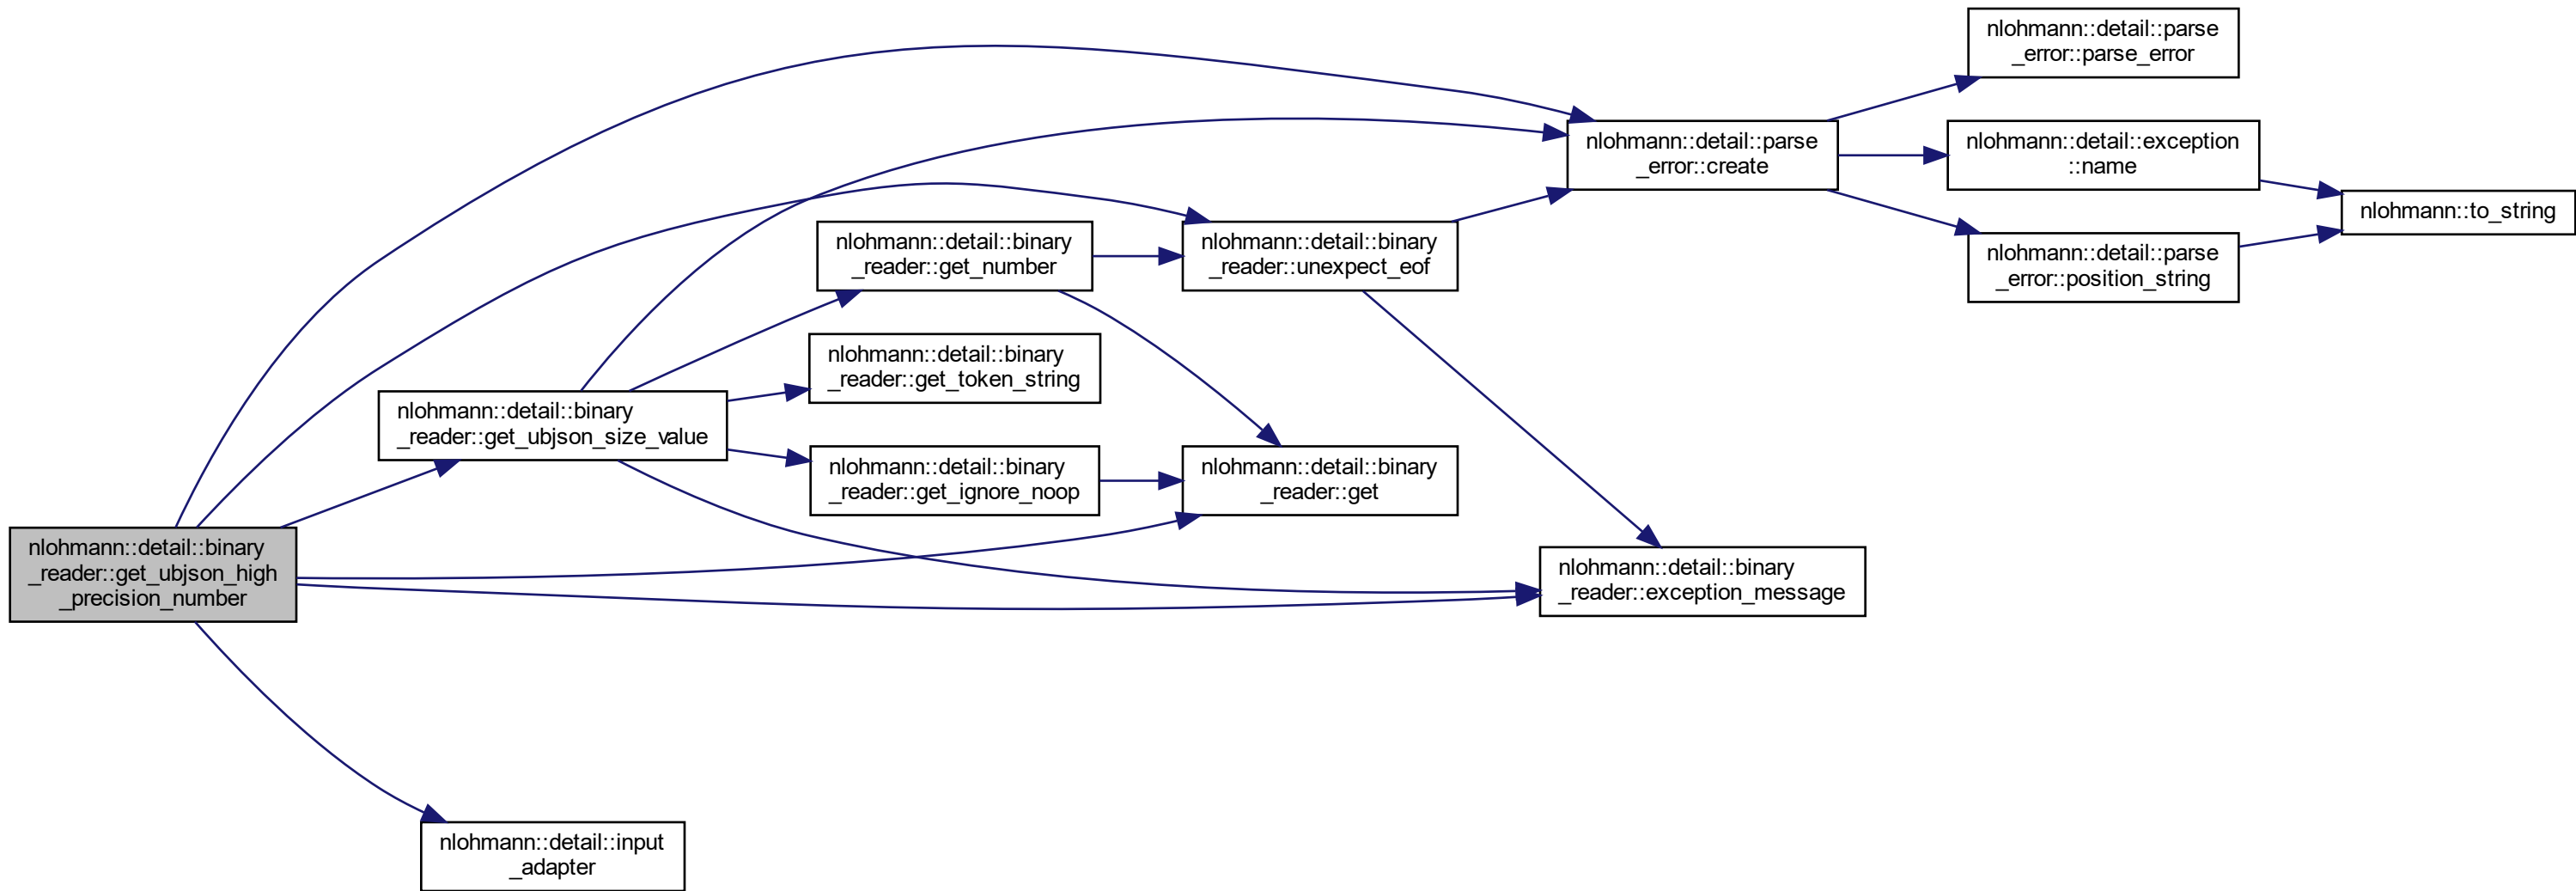 nlohmann::detail::parse
_error::parse_error
nlohmann::detail::parse
_error::create
nlohmann::detail::exception
::name
nlohmann::to_string
nlohmann::detail::binary
_reader::get_number
nlohmann::detail::binary
_reader::unexpect_eof
nlohmann::detail::parse
_error::position_string
nlohmann::detail::binary
_reader::get_token_string
nlohmann::detail::binary
_reader::get_ubjson_size_value
nlohmann::detail::binary
_reader::get_ignore_noop
nlohmann::detail::binary
_reader::get
nlohmann::detail::binary
_reader::get_ubjson_high
_precision_number
nlohmann::detail::binary
_reader::exception_message
nlohmann::detail::input
_adapter